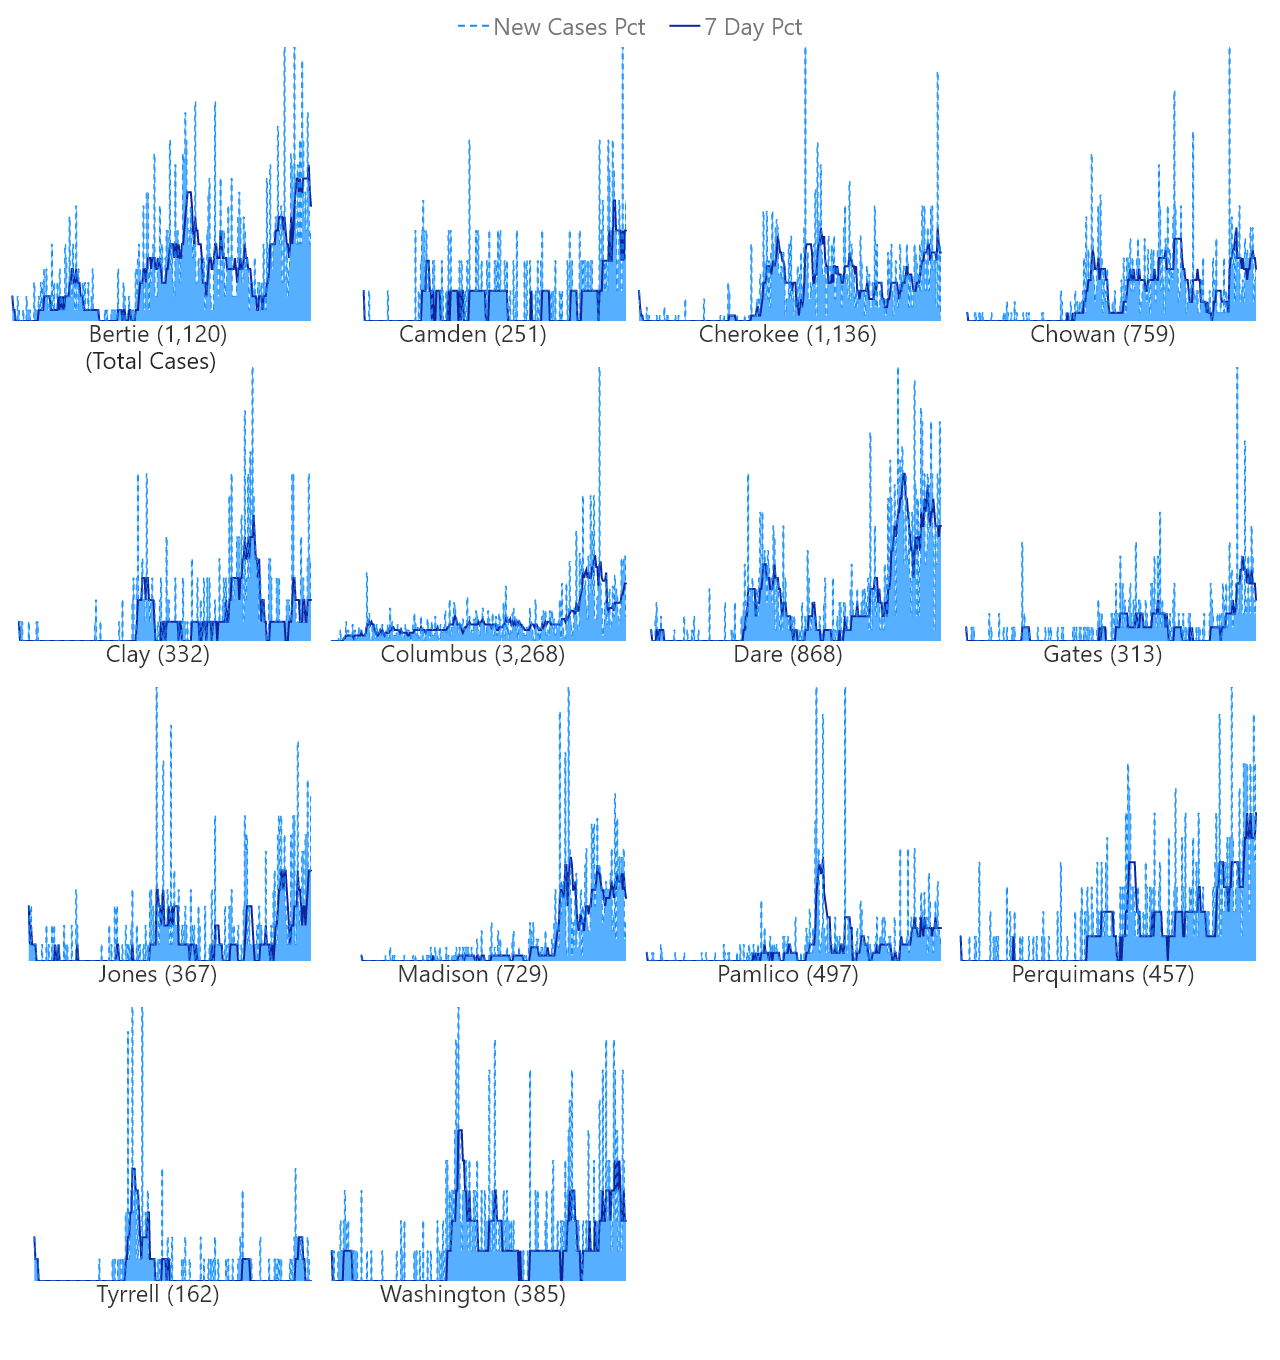 New Cases Pct 7 Day Pct
Bertie (1,120) Camden (251) Cherokee (1,136) Chowan (759)
(Total Cases)
Clay (332) Columbus (3,268) Dare (868) Gates (313)
Jones (367) Madison (729) Pamlico (497) Perquimans (457)
Tyrrell (162) Washington (385)